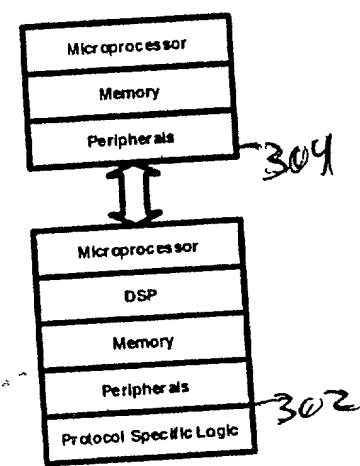 Microprocessor
Memory
Peripherals
304
Microprocessor
DSP
Memory
Peripherals
302
Protocol Specific Logic